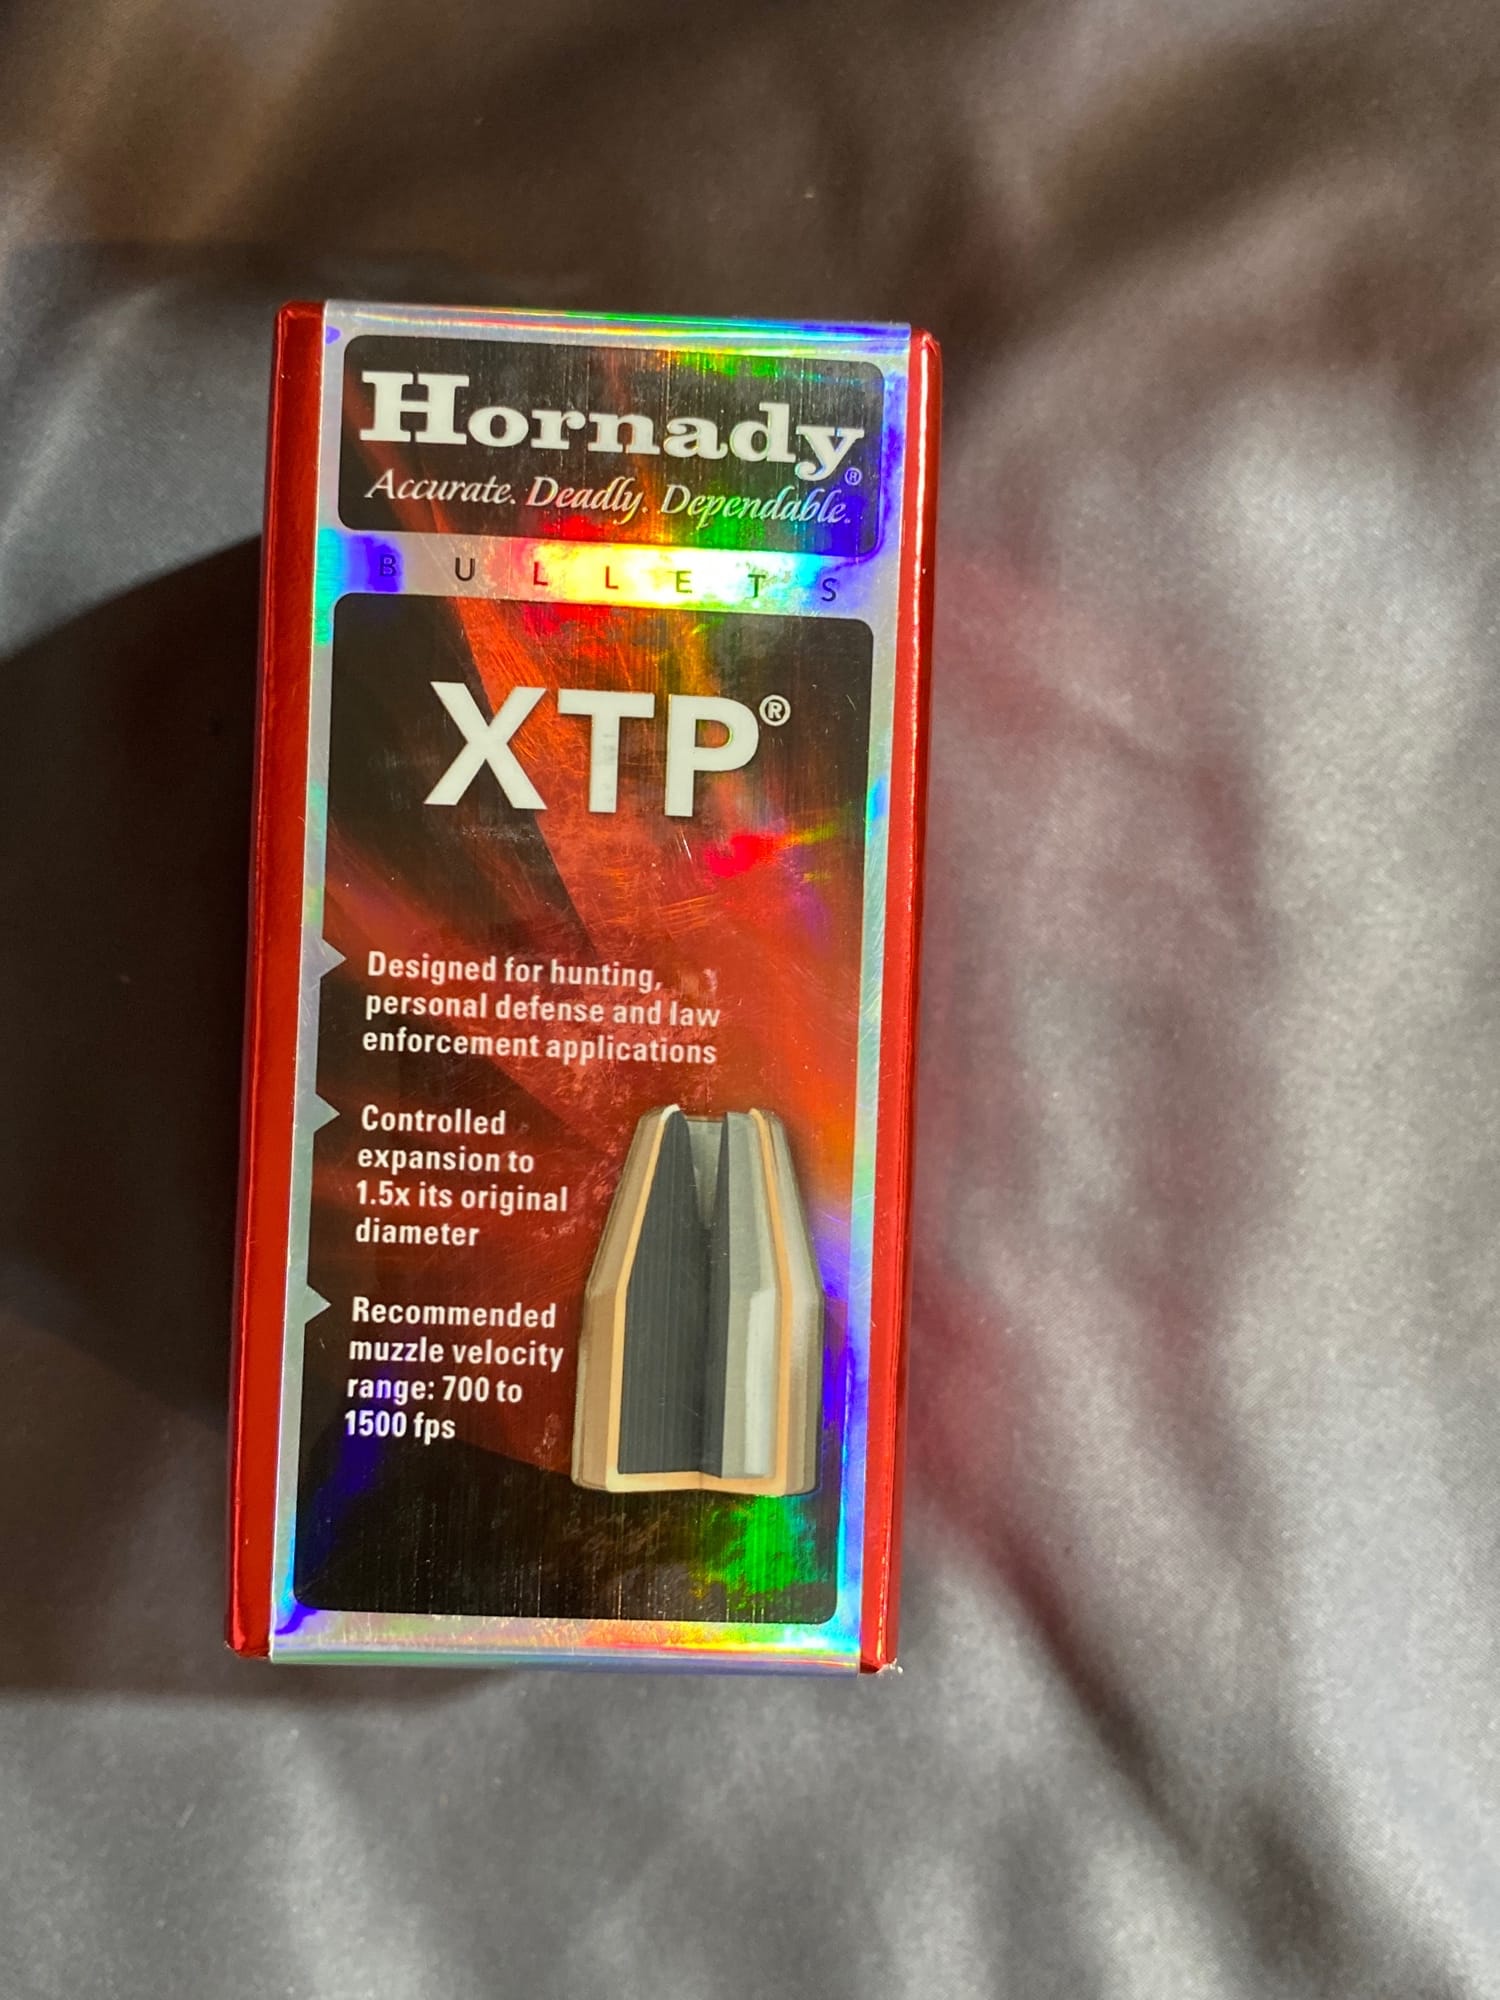 Hornady®
Accurate. Deadly. Dependable.
BULLETS
XTP®
Designed for hunting,
personal defense and law
enforcement applications
Controlled
expansion to
1.5x its original
diameter
Recommended
muzzle velocity
range: 700 to
1500 fps